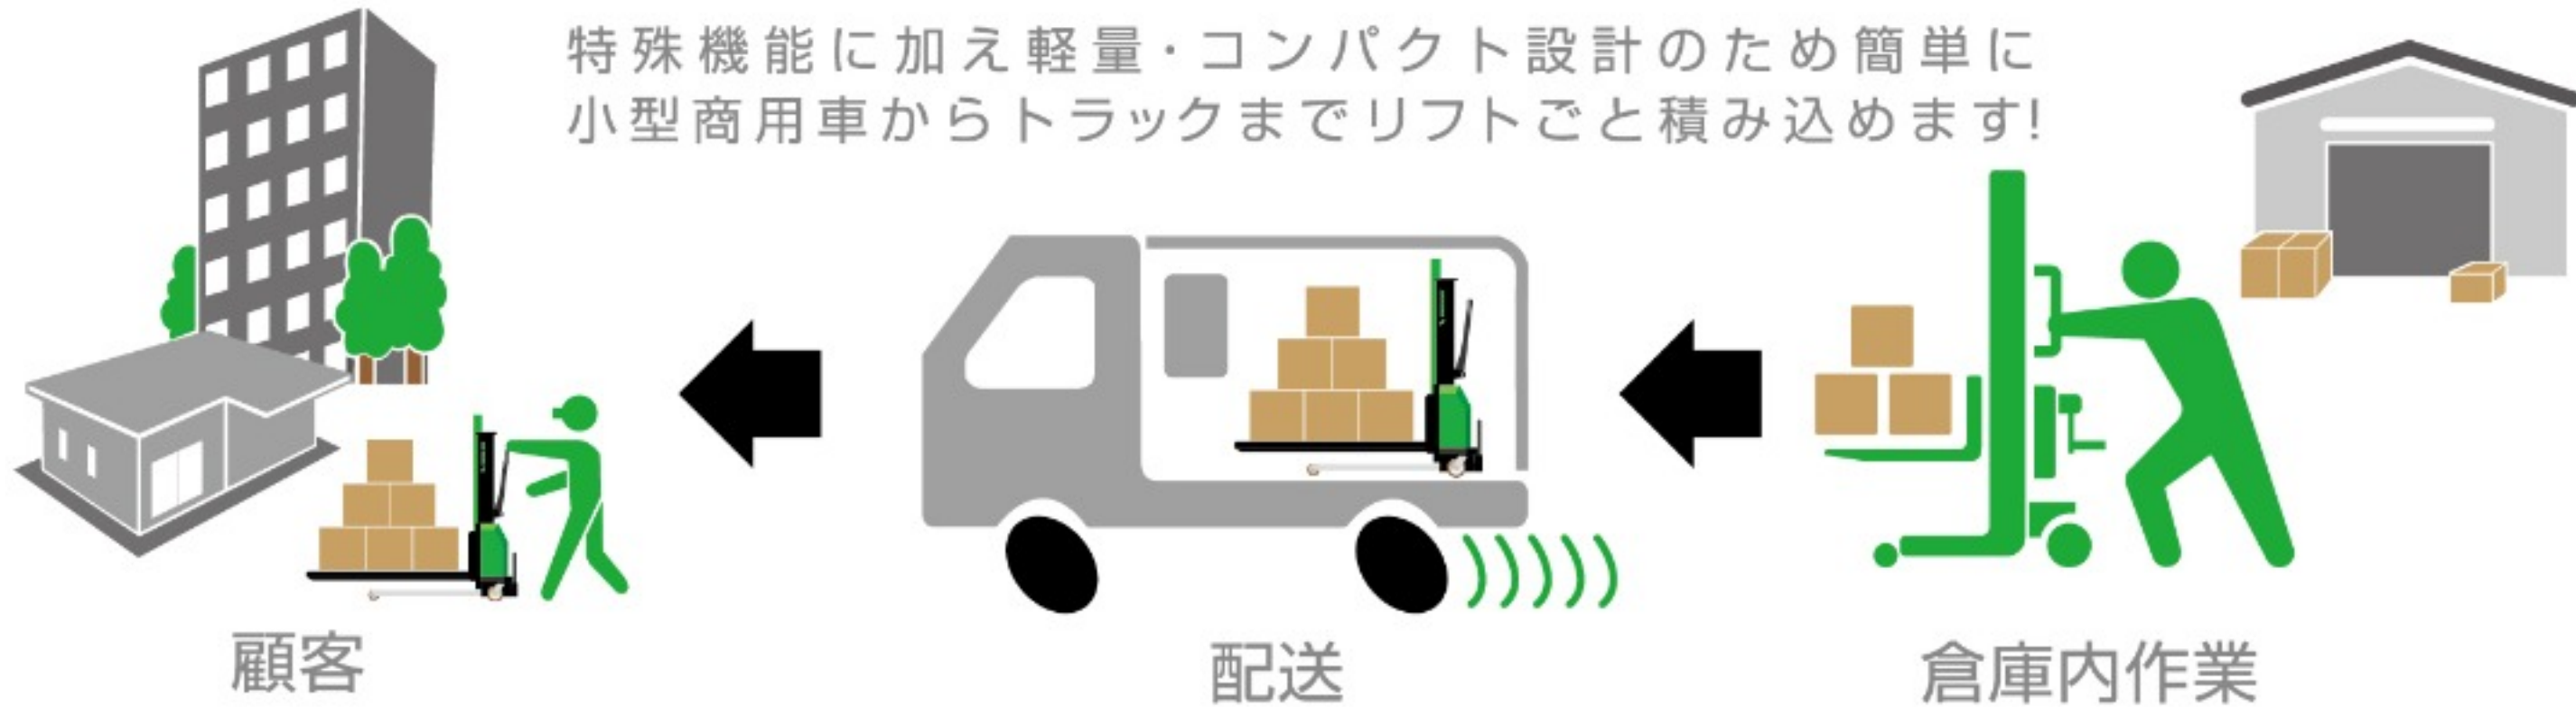 特殊機能に加え軽量・コンパクト設計のため簡単に
小型商用車からトラックまでリフトごと積み込めます!
顧客
配送
倉庫内作業